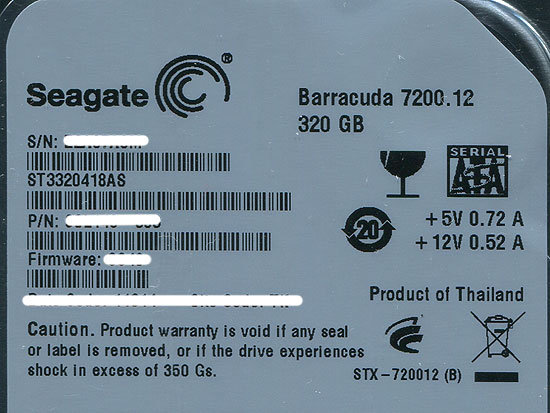 Seagate®
Barracuda 7200.12
320 GB
S/N:
ST3320418AS
SERIAL
ATA
P/N:
20
+5V 0.72 A
+12V 0.52 A
Firmware:
Product of Thailand
Caution. Product warranty is void if any seal
or label is removed, or if the drive experiences
shock in excess of 350 Gs.
STX-720012 (B)